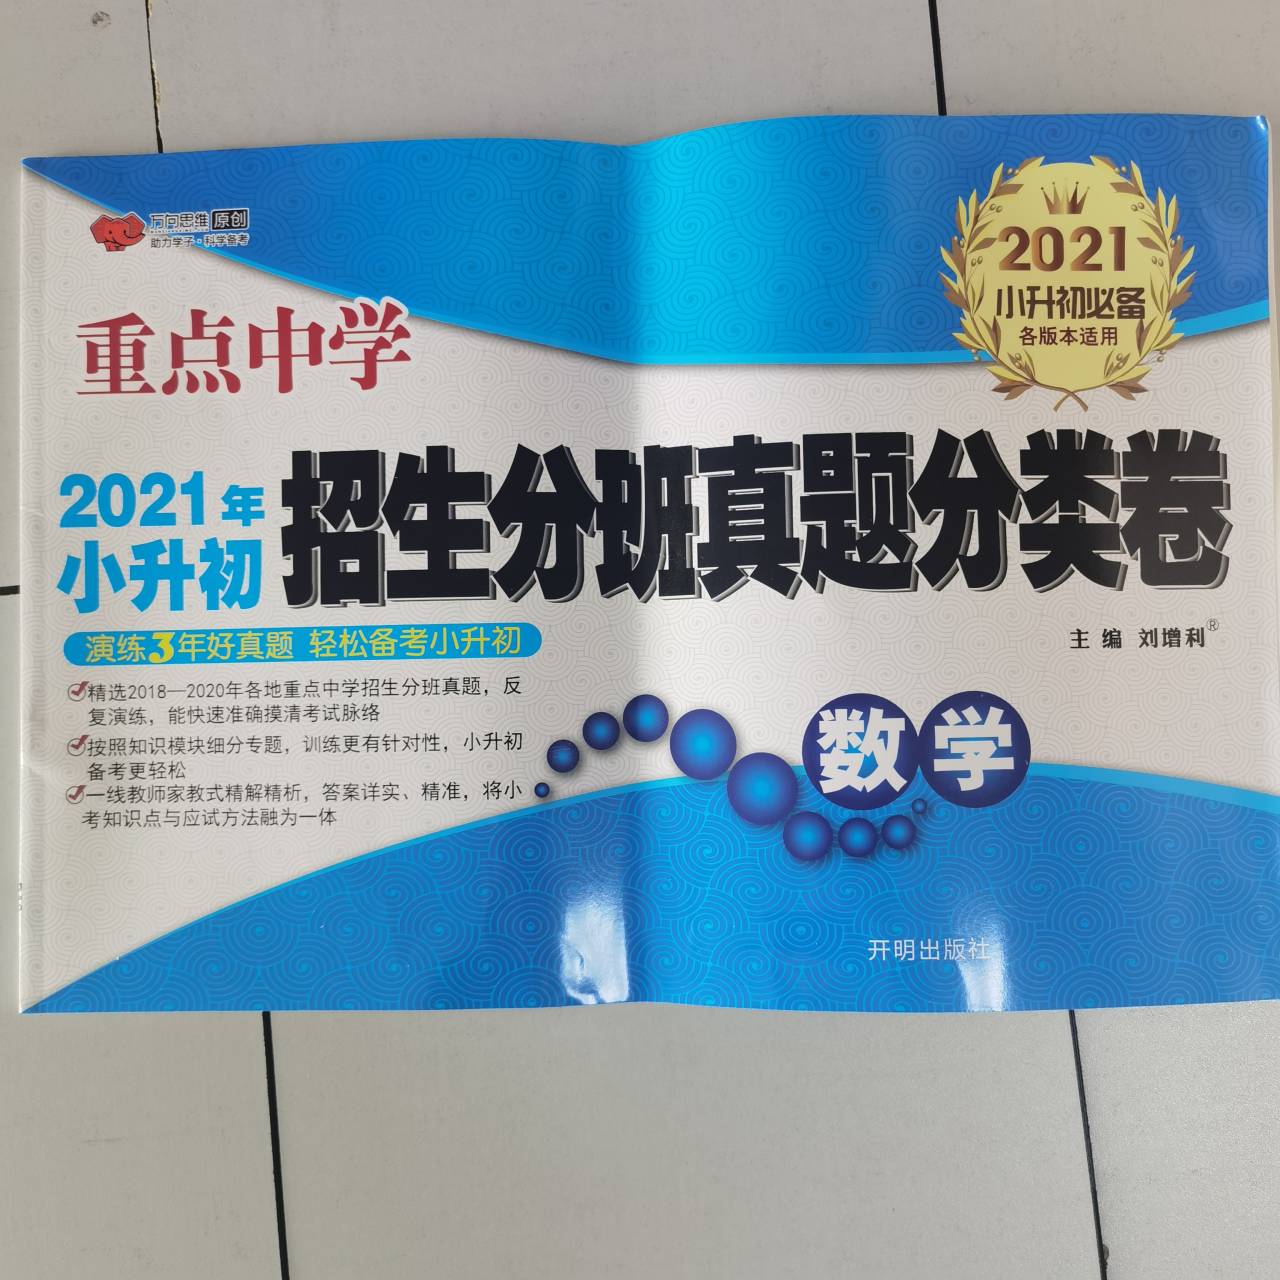 万向思维 原创
助力学子·科学备考
2021
小升初必备
各版本适用
重点中学
2021年
小升初
招生分班真题分类卷
演练3年好真题 轻松备考小升初
主编 刘增利®
精选2018—2020年各地重点中学招生分班真题，反
复演练，能快速准确摸清考试脉络
按照知识模块细分专题，训练更有针对性，小升初
备考更轻松
一线教师家教式精解精析，答案详实、精准，将小
考知识点与应试方法融为一体
数学
开明出版社